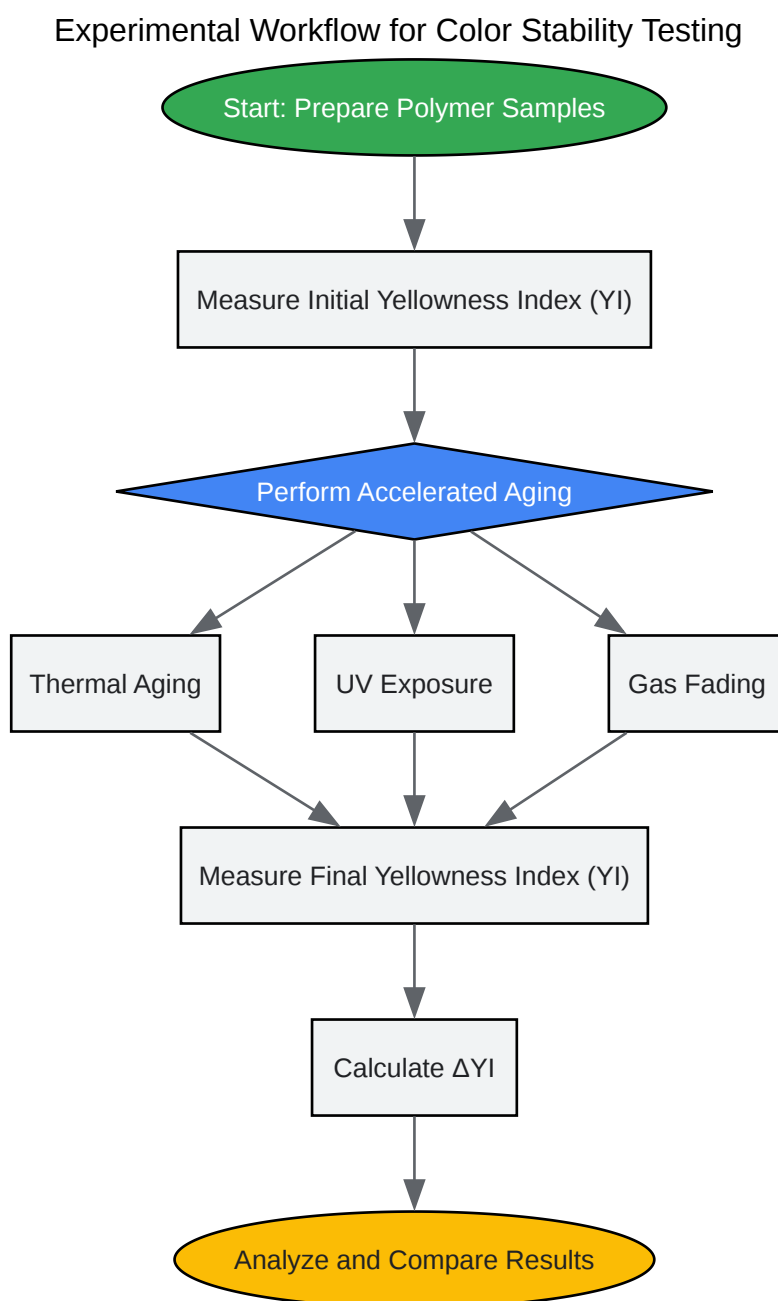 Experimental Workflow for Color Stability Testing
Start: Prepare Polymer Samples
Measure Initial Yellowness Index (YI)
Perform Accelerated Aging
Thermal Aging
UV Exposure
Gas Fading
Measure Final Yellowness Index (YI)
Calculate ΔYI
Analyze and Compare Results